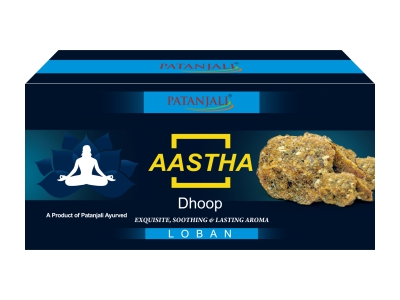 PATANJALI®
PATANJALI®
AASTHA
Dhoop
A Product of Patanjali Ayurved
EXQUISITE, SOOTHING & LASTING AROMA
LOBAN